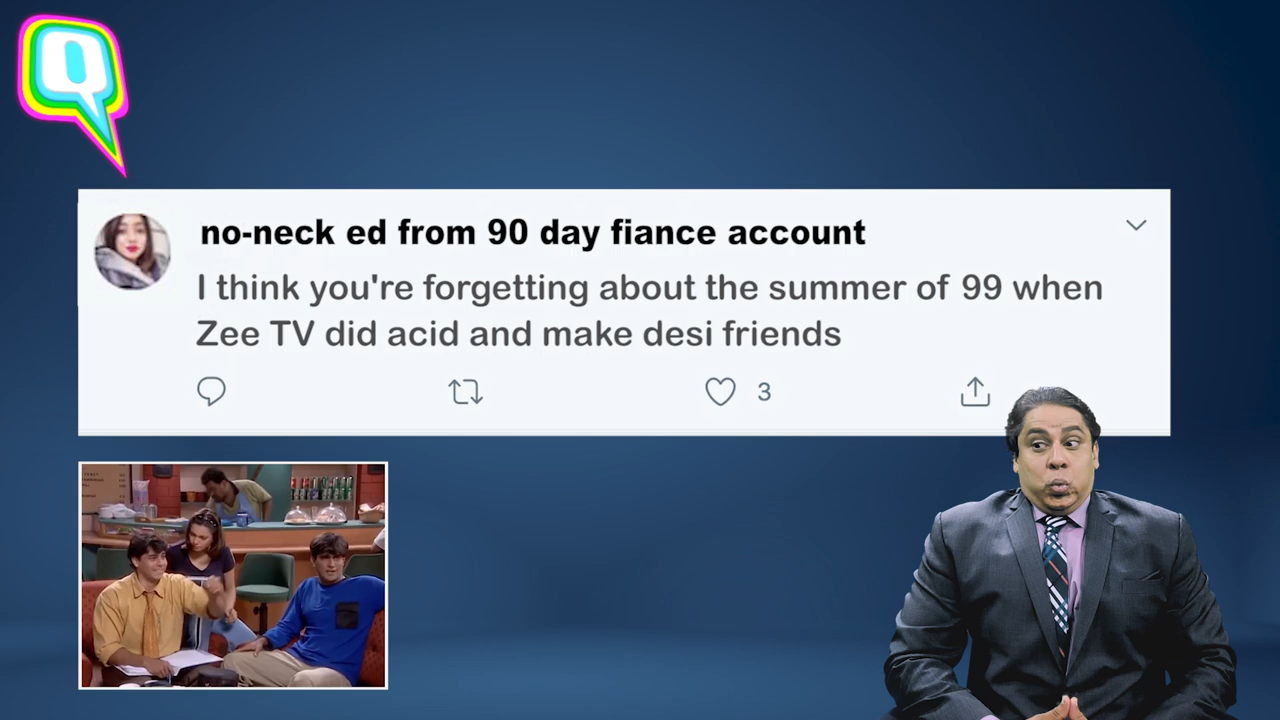 Q
no-neck ed from 90 day fiance account
I think you're forgetting about the summer of 99 when
Zee TV did acid and make desi friends
3